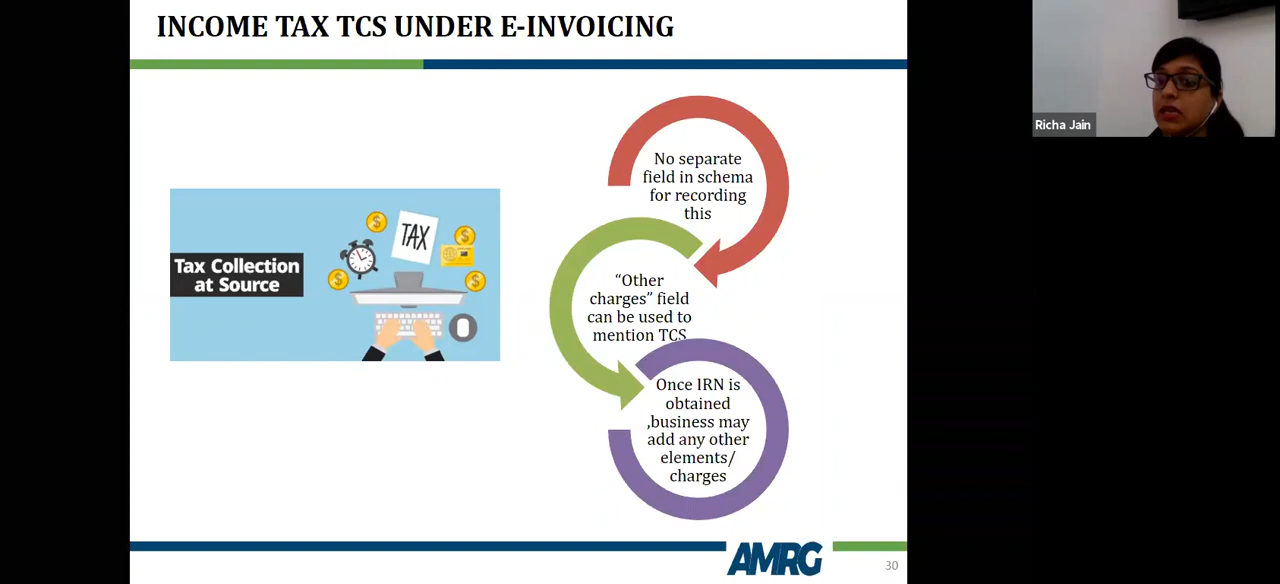 INCOME TAX TCS UNDER E-INVOICING
Richa Jain
No separate
field in schema
for recording
this
TAX
Tax Collection
at Source
“Other
charges” field
can be used to
mention TCS
Once IRN is
obtained
,business may
add any other
elements/
charges
AMRG
30